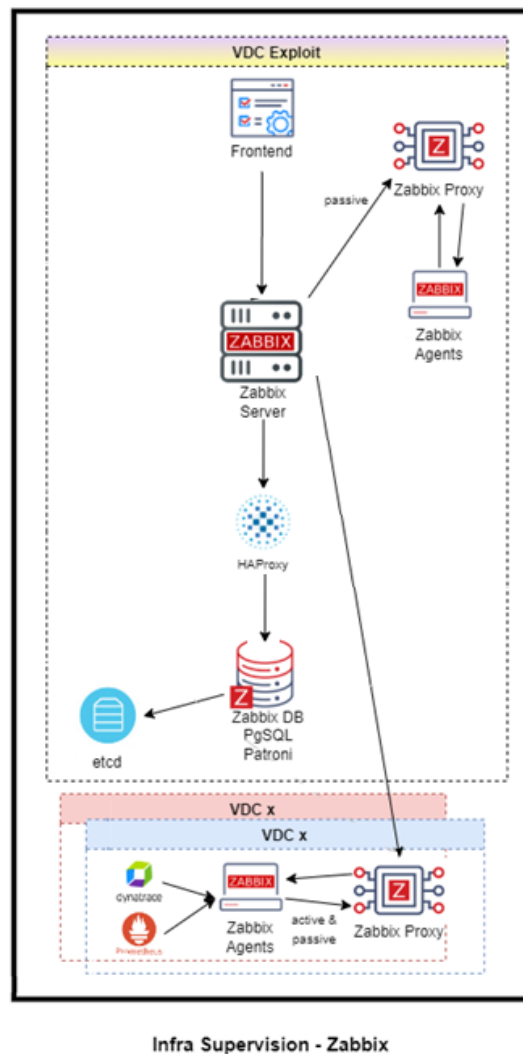 VDC Exploit
Frontend
passive
Z
Zabbix Proxy
ZABBIX
Zabbix
Agents
ZABBIX
Zabbix
Server
HAProxy
Z
Zabbix DB
PgSQL
Patroni
etcd
VDC x
VDC x
dynatrace
ZABBIX
Z
Prometheus
Zabbix
Agents
active &
passive
Zabbix Proxy
Infra Supervision - Zabbix